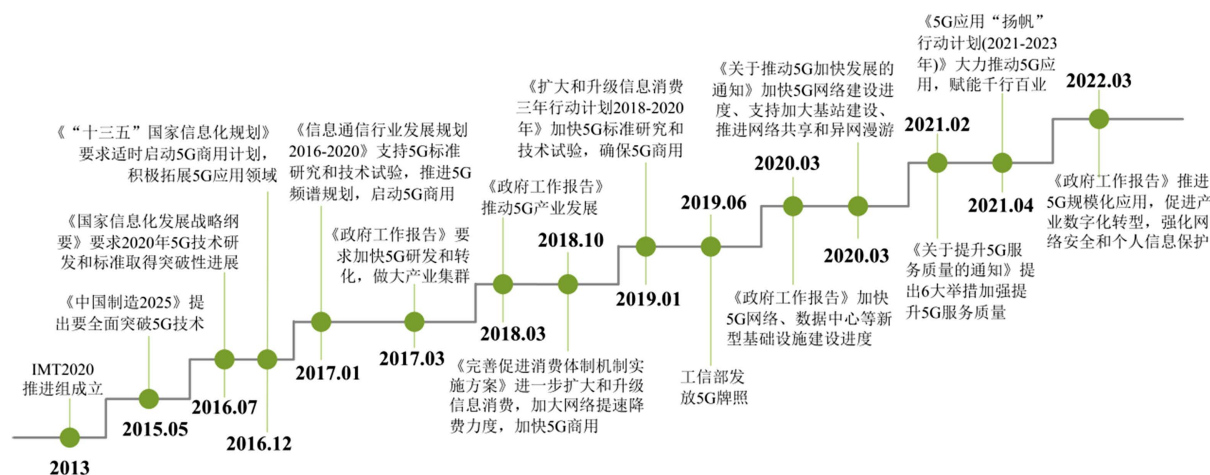 IMT2020
推进组成立
2013
《中国制造2025》提
出要全面突破5G技术
2015.05
《国家信息化发展战略纲
要》要求2020年5G技术研
发和标准取得突破性进展
2016.07
《“十三五”国家信息化规划》
要求适时启动5G商用计划，
积极拓展5G应用领域
2016.12
《信息通信行业发展规划
2016-2020》支持5G标准
研究和技术试验，推进5G
频谱规划，启动5G商用
2017.01
《政府工作报告》要
求加快5G研发和转
化，做大产业集群
2017.03
《政府工作报告》
推动5G产业发展
2018.03
2018.10
《完善促进消费体制机制实
施方案》进一步扩大和升级
信息消费，加大网络提速降
费力度，加快5G商用
《扩大和升级信息消费
三年行动计划2018-2020
年》加快5G标准研究和
技术试验，确保5G商用
2019.01
2019.06
工信部发
放5G牌照
2020.03
《政府工作报告》加快
5G网络、数据中心等新
型基础设施建设进度
《关于推动5G加快发展的
通知》加快5G网络建设进
度、支持加大基站建设、
推进网络共享和异网漫游
2020.03
2021.02
《关于提升5G服
务质量的通知》提
出6大举措加强提
升5G服务质量
《5G应用“扬帆”
行动计划(2021-2023
年)》大力推动5G应
用，赋能千行百业
2021.04
2022.03
《政府工作报告》推进
5G规模化应用，促进产
业数字化转型，强化网
络安全和个人信息保护